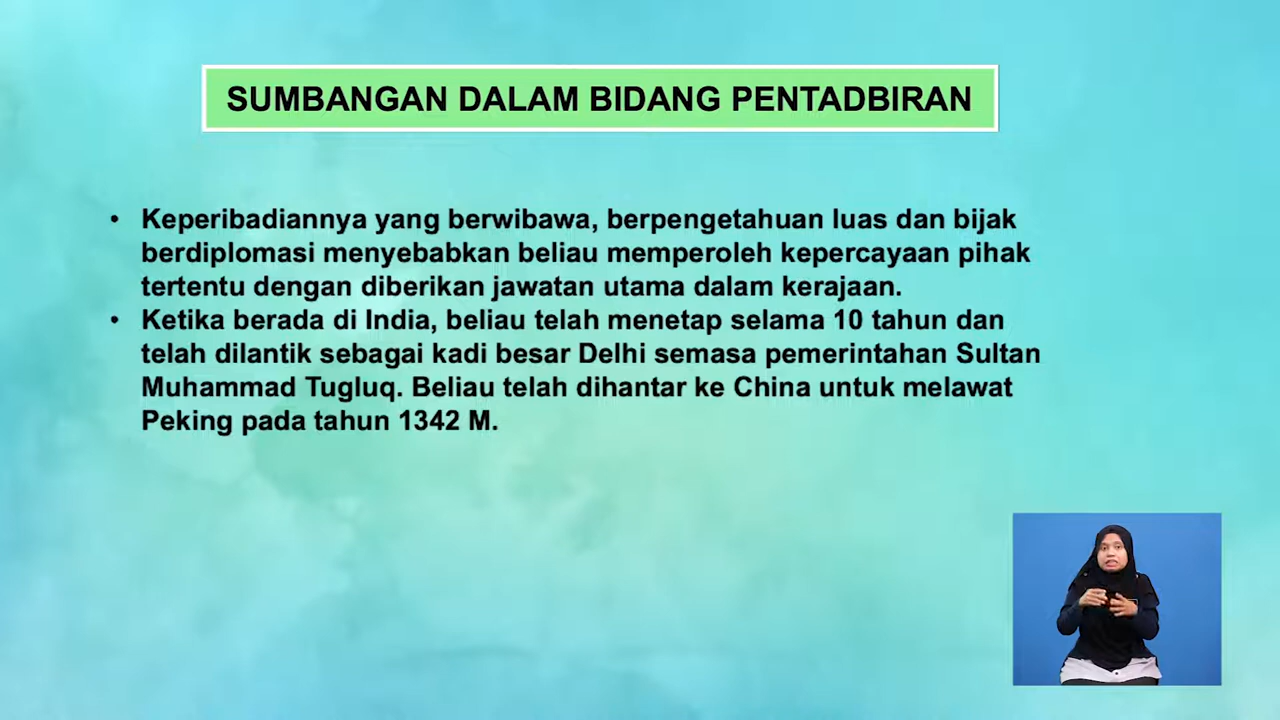 SUMBANGAN DALAM BIDANG PENTADBIRAN
• Keperibadiannya yang berwibawa, berpengetahuan luas dan bijak
berdiplomasi menyebabkan beliau memperoleh kepercayaan pihak
tertentu dengan diberikan jawatan utama dalam kerajaan.
• Ketika berada di India, beliau telah menetap selama 10 tahun dan
telah dilantik sebagai kadi besar Delhi semasa pemerintahan Sultan
Muhammad Tugluq. Beliau telah dihantar ke China untuk melawat
Peking pada tahun 1342 M.